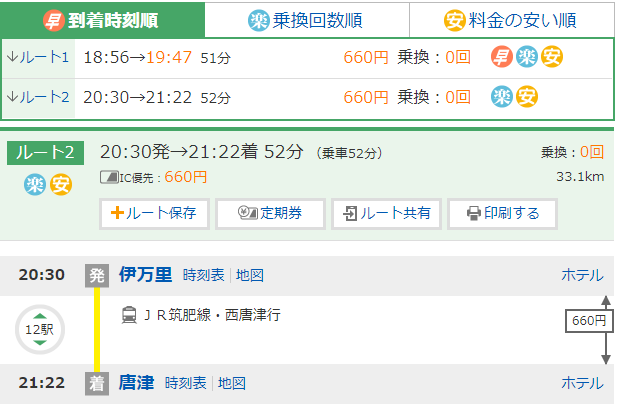 早 到着時刻順 楽 乗換回数順 安 料金の安い順
↓ルート1 18:56→19:47 51分 660円 乗換：0回 早 楽 安
↓ルート2 20:30→21:22 52分 660円 乗換：0回 楽 安
ルート2 20:30発→21:22着 52分 （乗車52分） 乗換：0回
楽 安 IC優先：660円 33.1km
ルート保存 定期券 ルート共有 印刷する
20:30 発 伊万里 時刻表 地図 ホテル
12駅 ＪＲ筑肥線・西唐津行 660円
21:22 着 唐津 時刻表 地図 ホテル